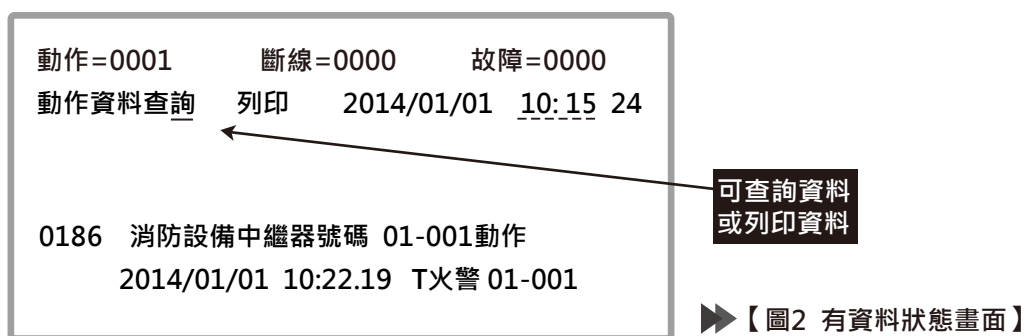 動作=0001 斷線=0000 故障=0000
動作資料查詢 列印 2014/01/01 10:15 24
可查詢資料
或列印資料
0186 消防設備中繼器號碼 01-001動作
2014/01/01 10:22.19 T火警 01-001
【圖2 有資料狀態畫面】